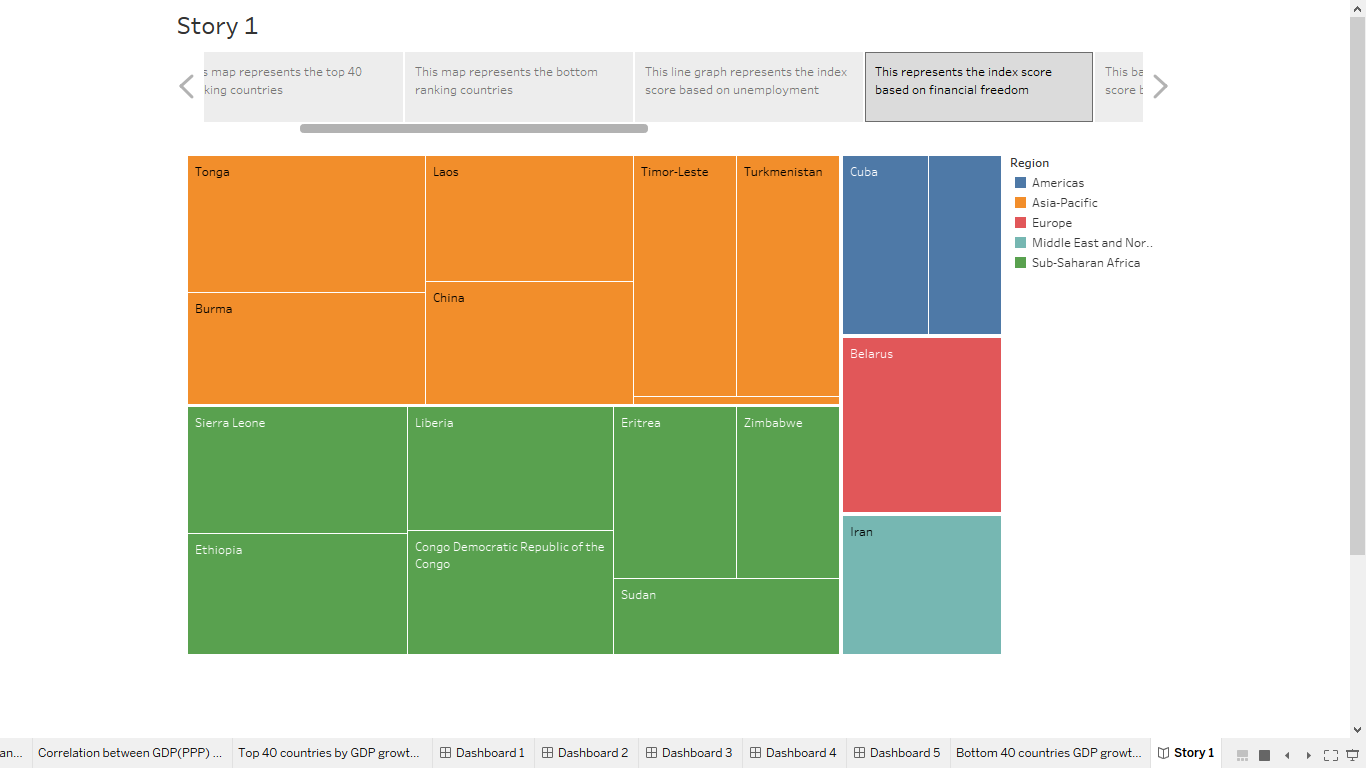 Story 1
s map represents the top 40
king countries
This map represents the bottom
ranking countries
This line graph represents the index
score based on unemployment
This represents the index score
based on financial freedom
This ba
score b
Tonga
Laos
Timor-Leste
Turkmenistan
Cuba
Burma
China
Belarus
Sierra Leone
Liberia
Eritrea
Zimbabwe
Ethiopia
Congo Democratic Republic of the
Congo
Sudan
Iran
Region
Americas
Asia-Pacific
Europe
Middle East and Nor..
Sub-Saharan Africa
an...
Correlation between GDP(PPP) ...
Top 40 countries by GDP growt...
Dashboard 1
Dashboard 2
Dashboard 3
Dashboard 4
Dashboard 5
Bottom 40 countries GDP growt...
Story 1